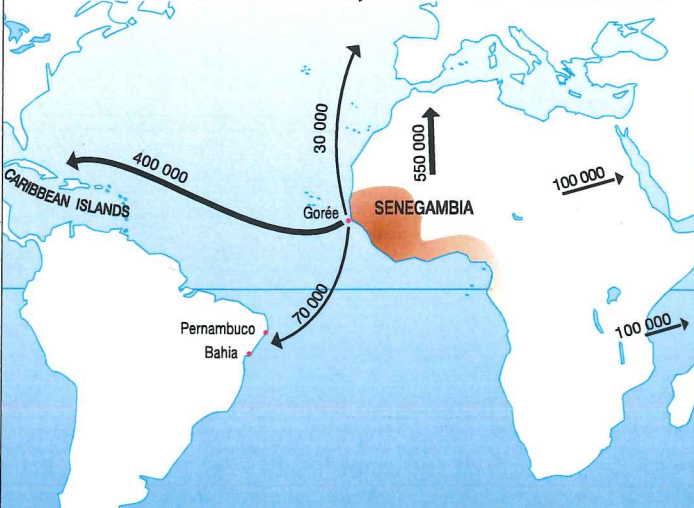 30 000
550 000
400 000
100 000
CARIBBEAN ISLANDS
Gorée
SENEGAMBIA
70 000
Pernambuco
Bahia
100 000